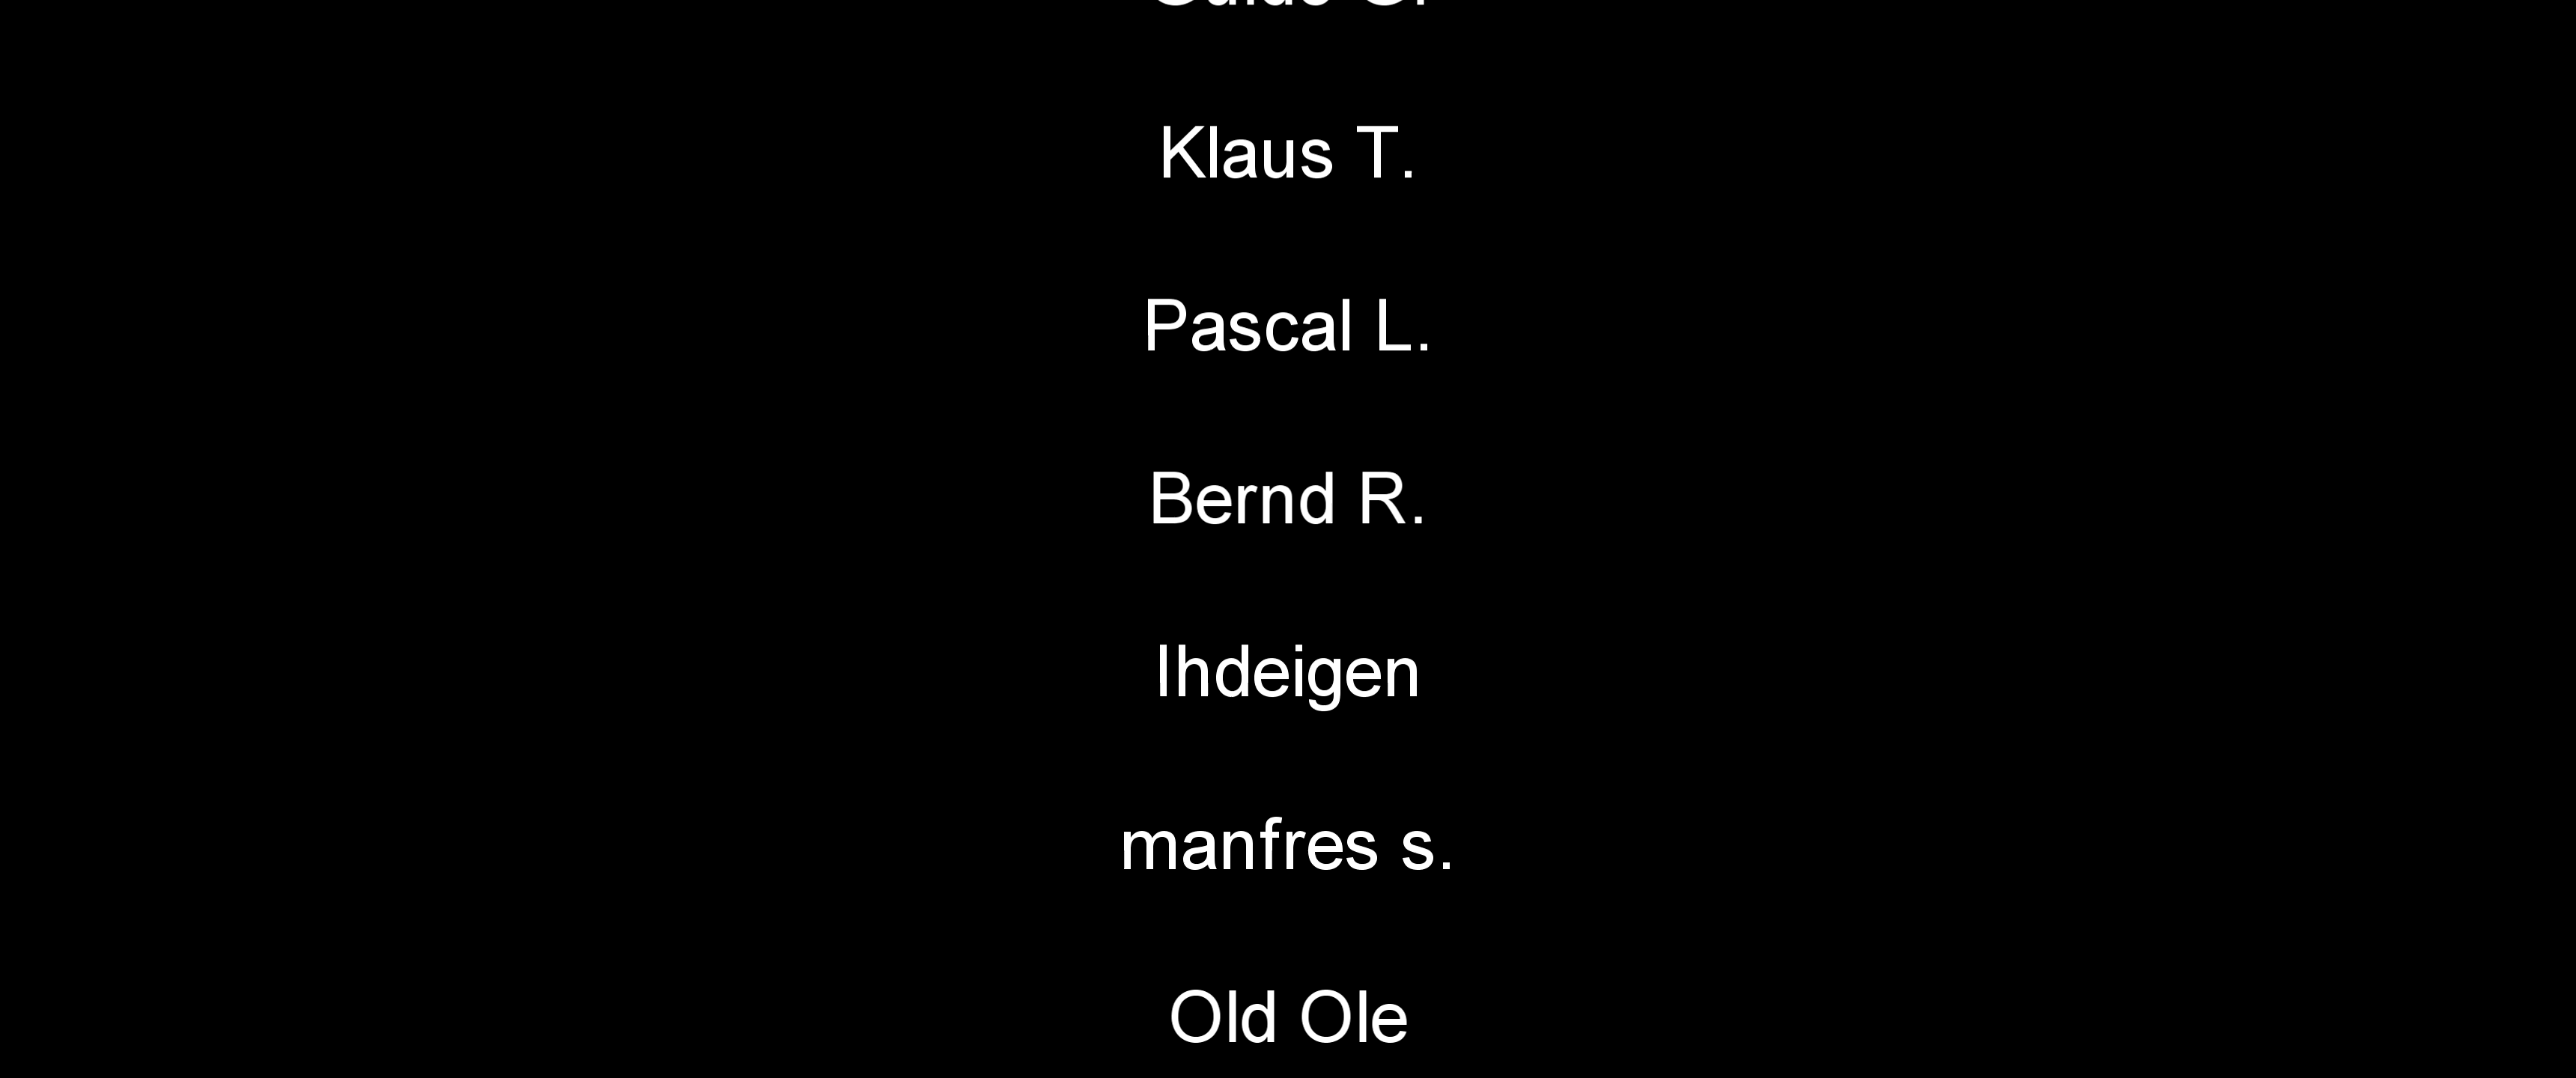 Klaus T.
Pascal L.
Bernd R.
Ihdeigen
manfres s.
Old Ole